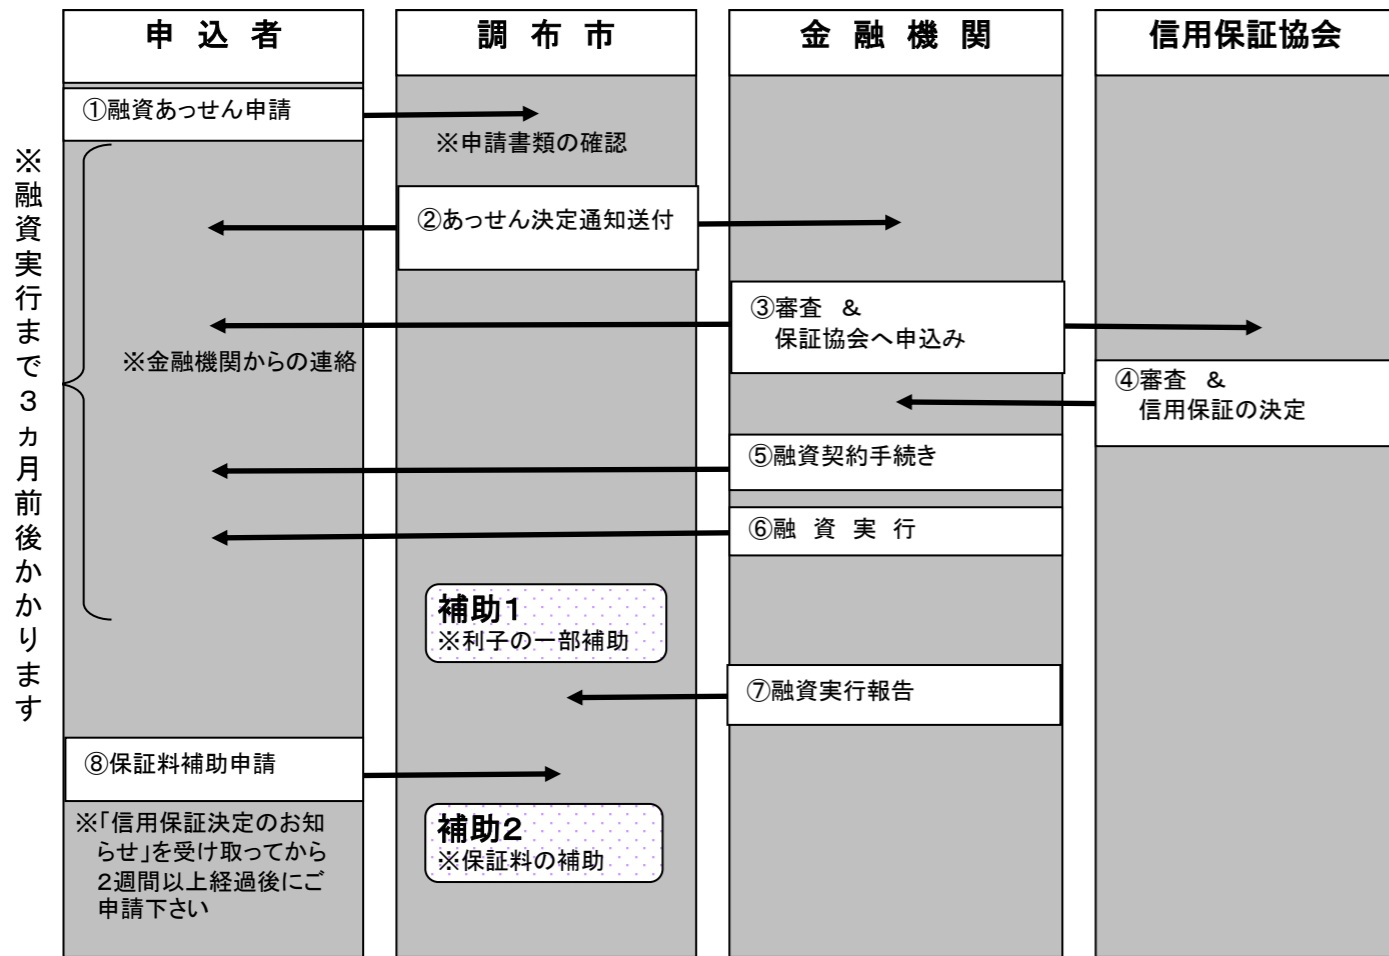 申 込 者
調 布 市
金 融 機 関
信用保証協会
①融資あっせん申請
※申請書類の確認
※融資実行まで3ヵ月前後かかります
②あっせん決定通知送付
③審査 &
保証協会へ申込み
※金融機関からの連絡
④審査 &
信用保証の決定
⑤融資契約手続き
⑥融 資 実 行
補助1
※利子の一部補助
⑦融資実行報告
⑧保証料補助申請
※「信用保証決定のお知
らせ」を受け取ってから
2週間以上経過後にご
申請下さい
補助2
※保証料の補助